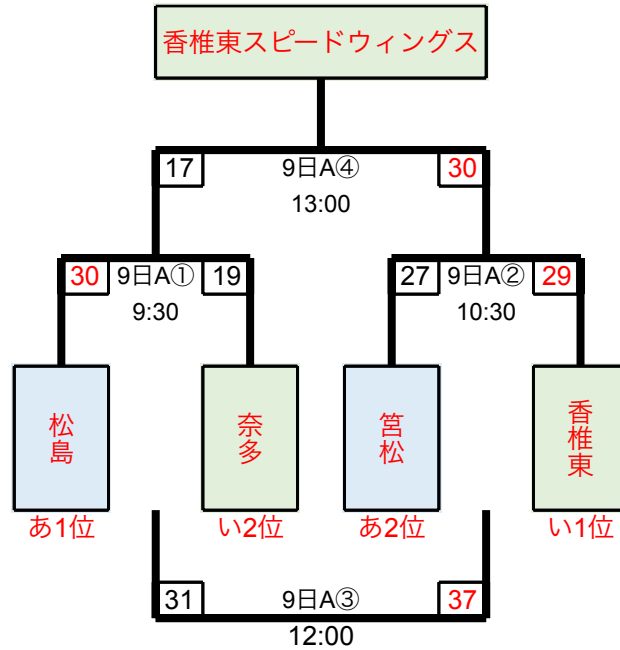 香椎東スピードウィングス
17 9日A④ 30
13:00
30 9日A① 19
9:30
27 9日A② 29
10:30
松島
奈多
筥松
香椎東
あ1位
い2位
あ2位
い1位
31 9日A③ 37
12:00